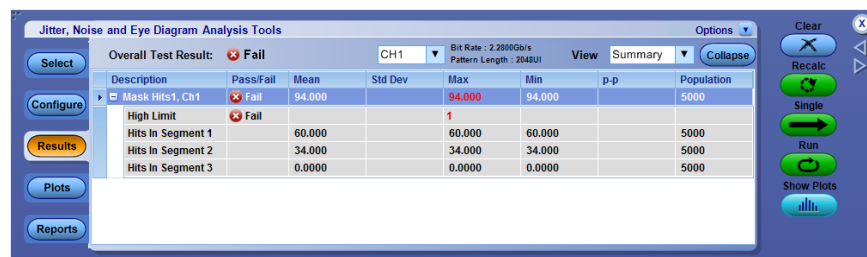 Jitter, Noise and Eye Diagram Analysis Tools
Options
Clear
X
Select
Overall Test Result: Fail
CH1
Bit Rate : 2.2800Gb/s
Pattern Length : 2048UI
View
Summary
Collapse
Recalc
Description Pass/Fail Mean Std Dev Max Min p-p Population
Mask Hits1, Ch1 Fail 94.000 94.000 94.000 5000
Configure
High Limit Fail 1
Single
Hits In Segment 1 60.000 60.000 60.000 5000
Results
Hits In Segment 2 34.000 34.000 34.000 5000
Run
Hits In Segment 3 0.0000 0.0000 0.0000 5000
Plots
Show Plots
Reports